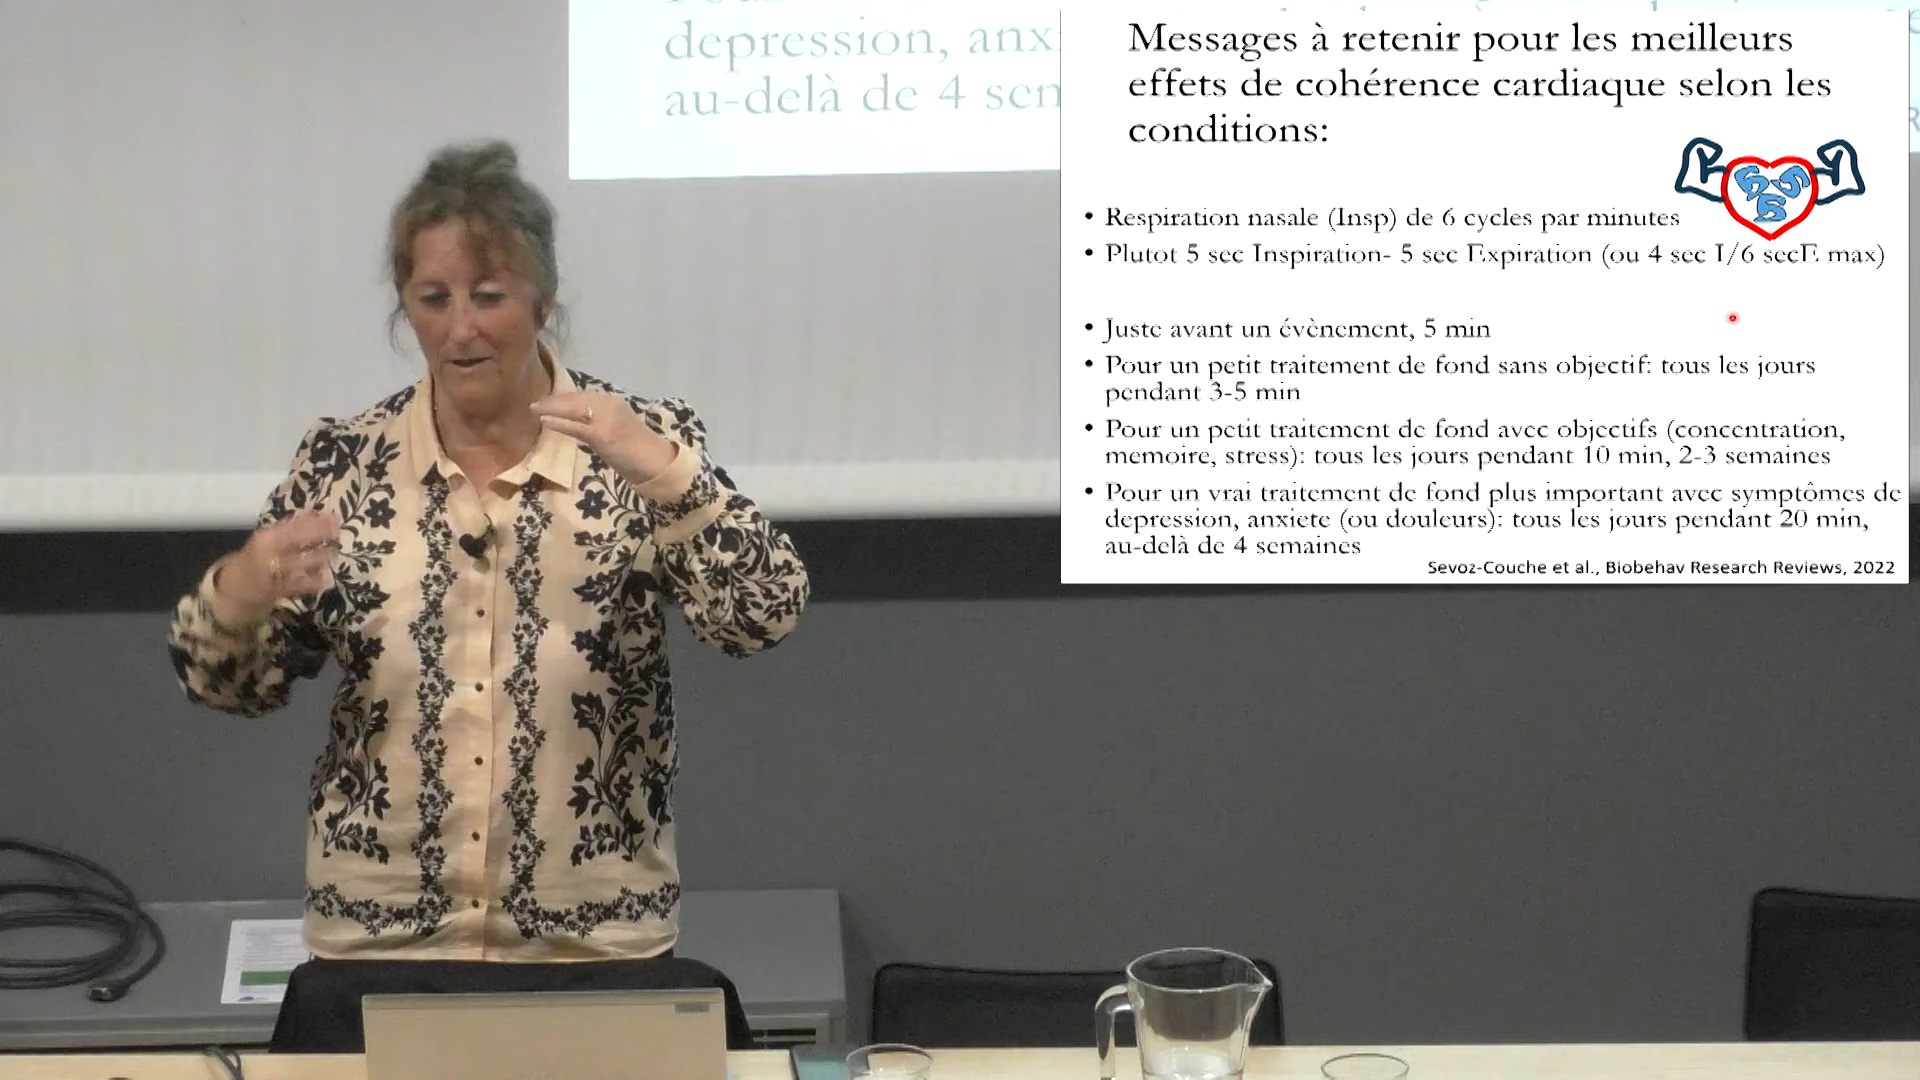 depression, anx
au-delà de 4 sen
Messages à retenir pour les meilleurs
effets de cohérence cardiaque selon les
conditions:
• Respiration nasale (Insp) de 6 cycles par minutes
• Plutot 5 sec Inspiration- 5 sec Expiration (ou 4 sec I/6 secE max)
• Juste avant un évènement, 5 min
• Pour un petit traitement de fond sans objectif: tous les jours
pendant 3-5 min
• Pour un petit traitement de fond avec objectifs (concentration,
memoire, stress): tous les jours pendant 10 min, 2-3 semaines
• Pour un vrai traitement de fond plus important avec symptômes de
depression, anxiete (ou douleurs): tous les jours pendant 20 min,
au-delà de 4 semaines
Sevoz-Couche et al., Biobehav Research Reviews, 2022